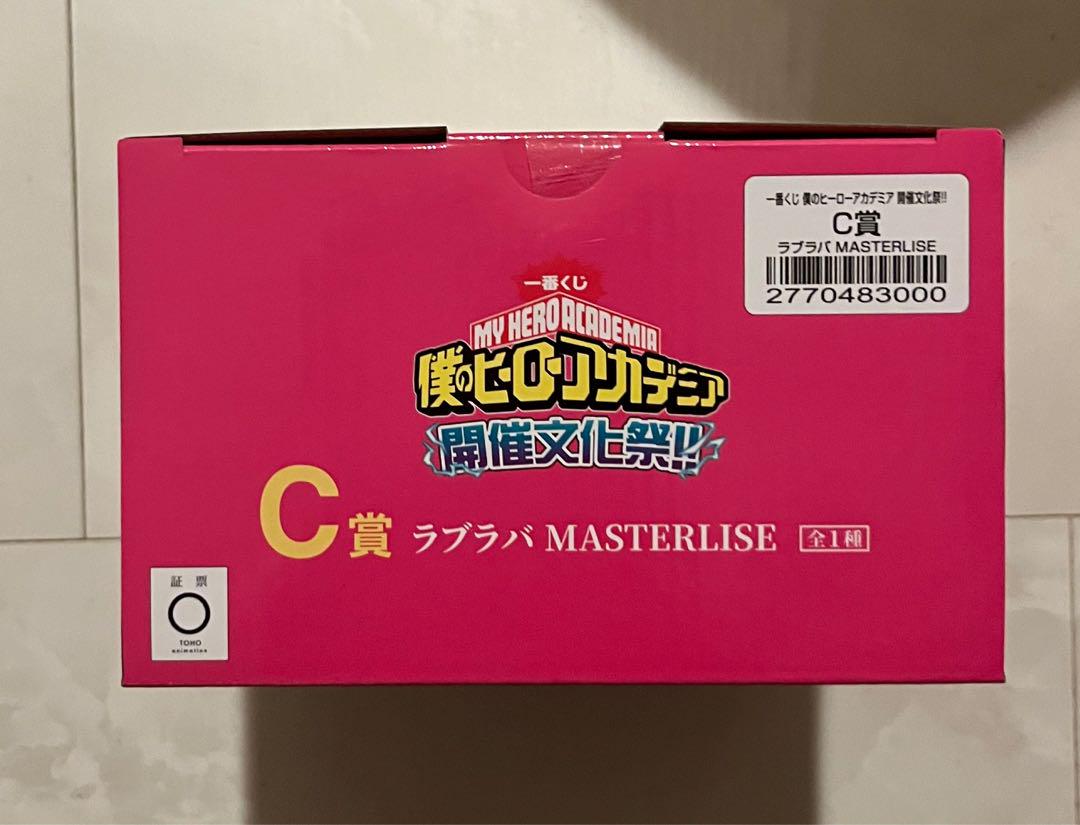 一番くじ 僕のヒーローアカデミア 開催文化祭!!
C賞
ラブラバ MASTERLISE
2770483000
一番くじ
MY HERO ACADEMIA
僕のヒーローアカデミア
開催文化祭!!
C賞 ラブラバ MASTERLISE 全1種
証 票
TOHO
animation